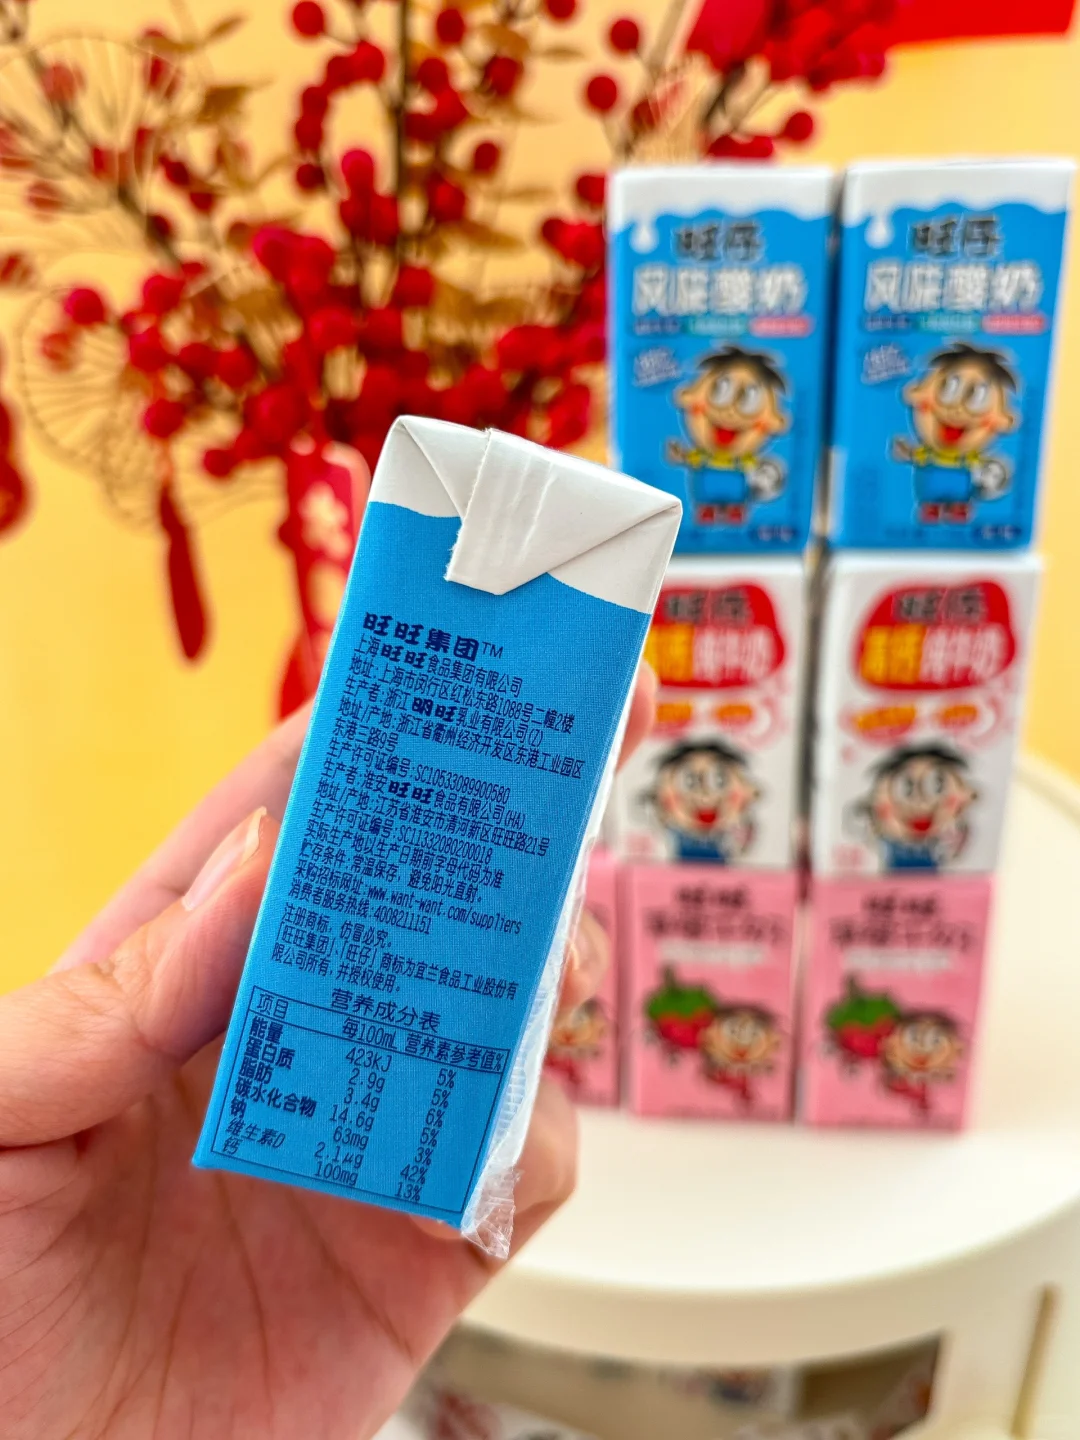 旺仔
风味酸奶
旺仔
风味酸奶
旺仔
纯牛奶
旺仔
纯牛奶
旺旺集团™
上海旺旺食品集团有限公司
地址:上海市闵行区红松东路1088号二幢2楼
生产者:浙江明旺乳业有限公司(Z)
地址/产地:浙江省衢州经济开发区东港工业园区
东港三路9号
生产许可证编号:SC10533089900580
生产者:淮安旺旺食品有限公司(HA)
地址/产地:江苏省淮安市清河新区旺旺路21号
生产许可证编号:SC11332080200018
实际生产地以生产日期前字母代码为准
贮存条件:常温保存,避免阳光直射。
采购招标网址:www.want-want.com/suppliers
消费者服务热线:4008211151
注册商标,仿冒必究。
「旺旺集团」、「旺仔」商标为宜兰食品工业股份有
限公司所有,并授权使用。
营养成分表
项目 每100mL 营养素参考值%
能量 423KJ 5%
蛋白质 2.9g 5%
脂肪 3.4g 6%
碳水化合物 14.6g 5%
钠 63mg 3%
维生素D 2.1μg 42%
钙 100mg 13%